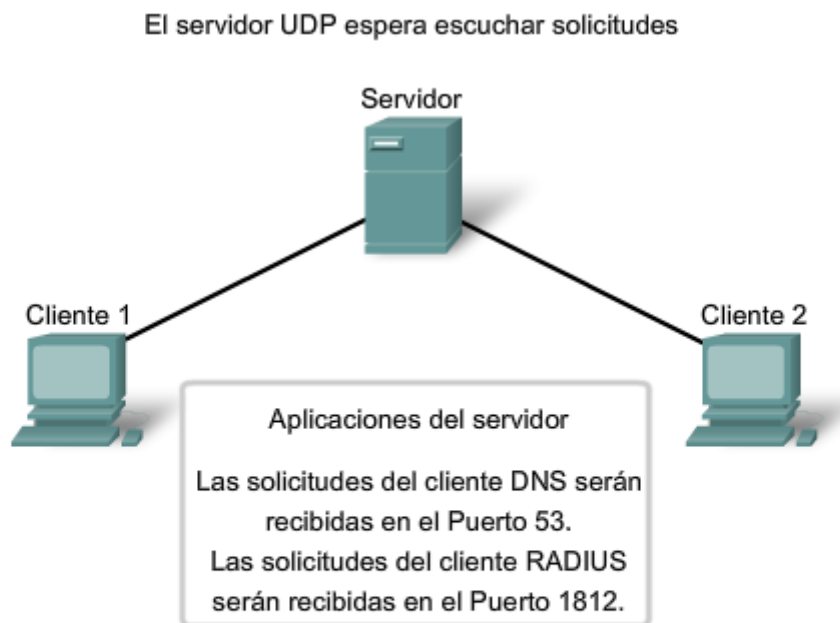 El servidor UDP espera escuchar solicitudes
Servidor
Cliente 1
Cliente 2
Aplicaciones del servidor
Las solicitudes del cliente DNS serán
recibidas en el Puerto 53.
Las solicitudes del cliente RADIUS
serán recibidas en el Puerto 1812.